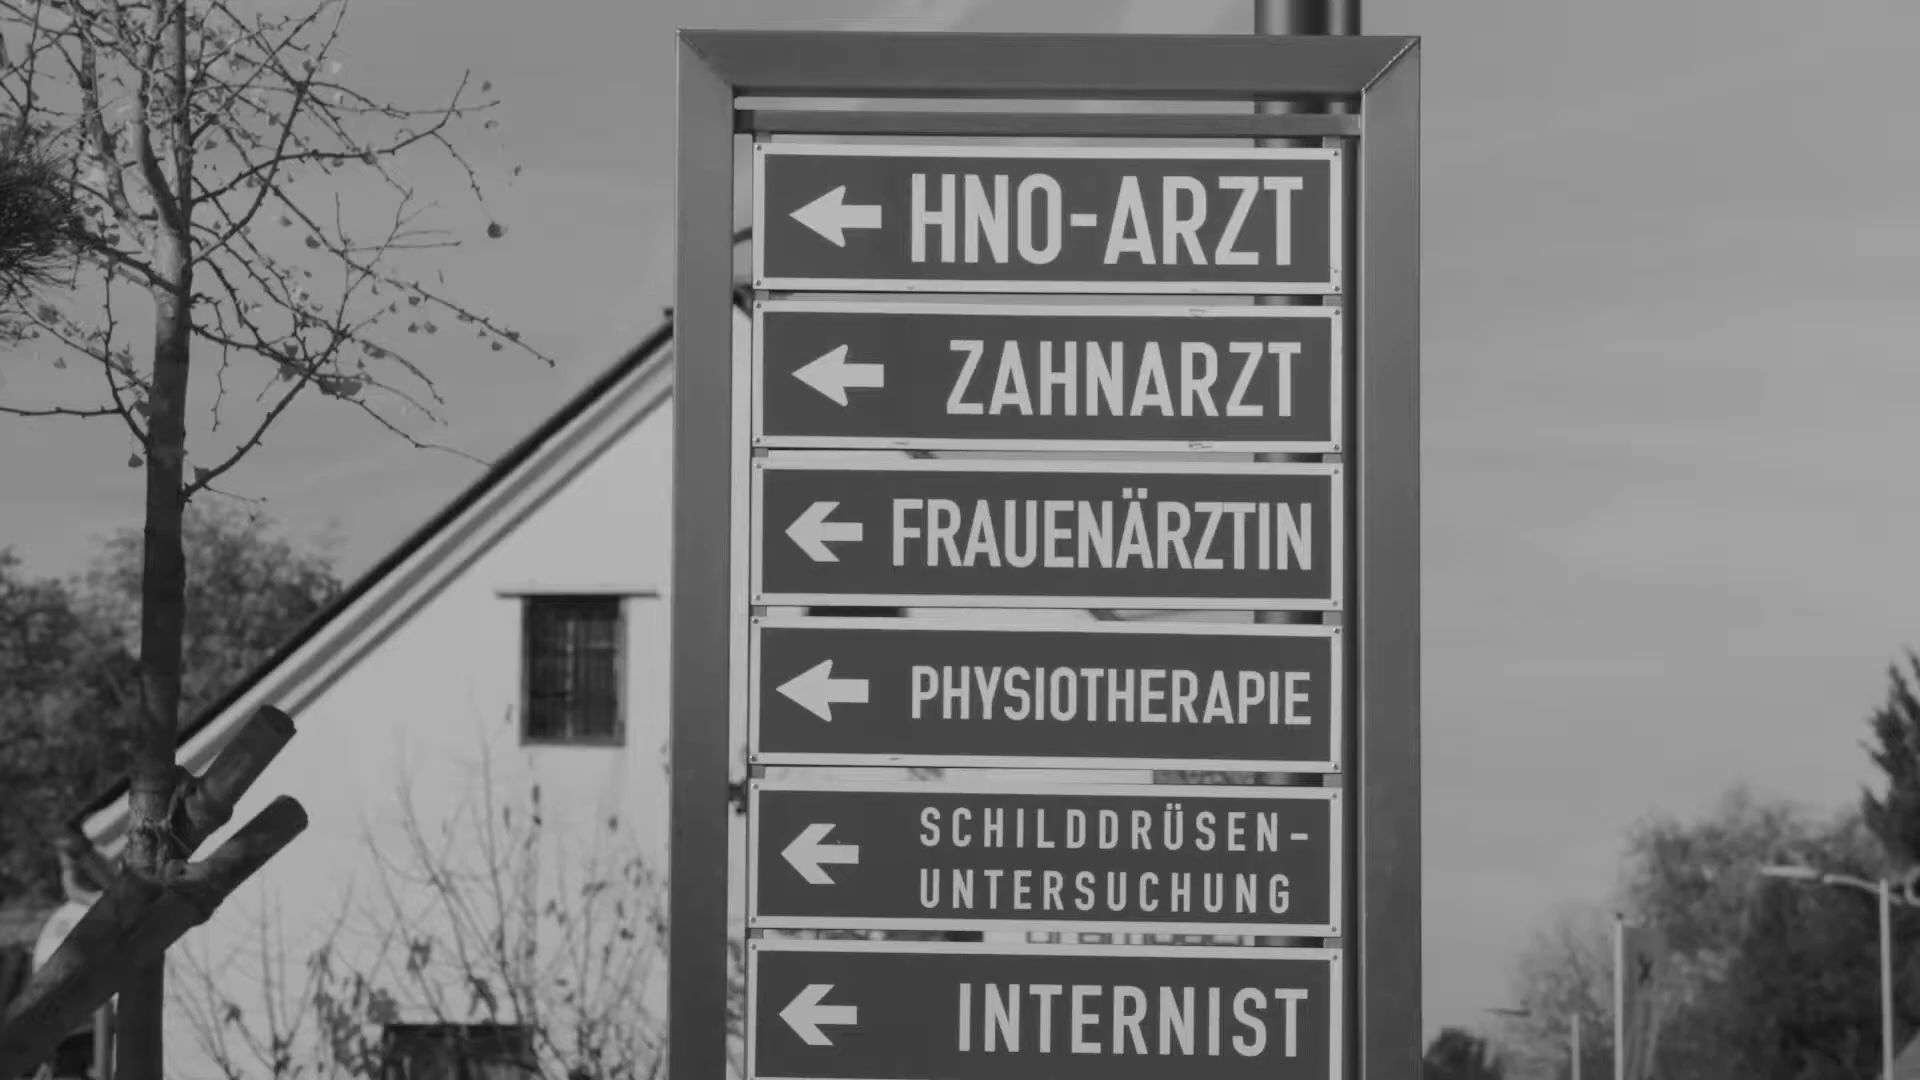 HNO-ARZT
ZAHNARZT
FRAUENÄRZTIN
PHYSIOTHERAPIE
SCHILDDRÜSEN-
UNTERSUCHUNG
INTERNIST